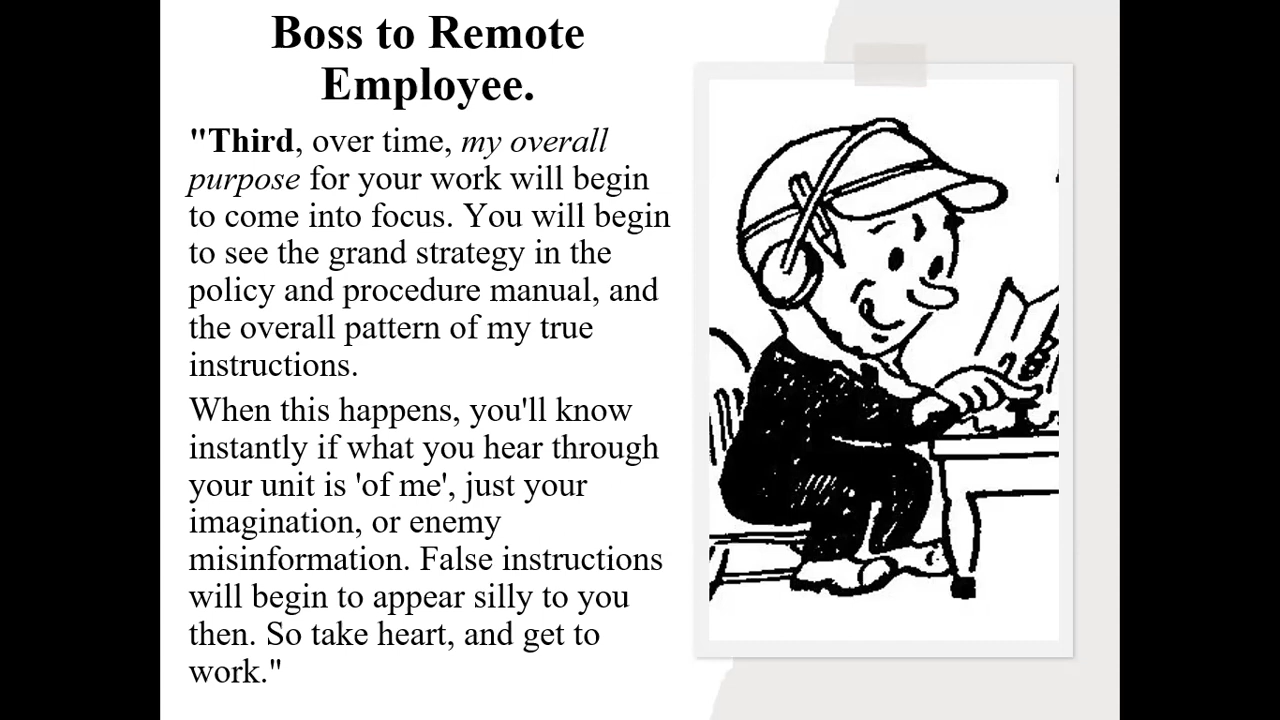 Boss to Remote
Employee.
"Third, over time, my overall
purpose for your work will begin
to come into focus. You will begin
to see the grand strategy in the
policy and procedure manual, and
the overall pattern of my true
instructions.
When this happens, you'll know
instantly if what you hear through
your unit is 'of me', just your
imagination, or enemy
misinformation. False instructions
will begin to appear silly to you
then. So take heart, and get to
work."